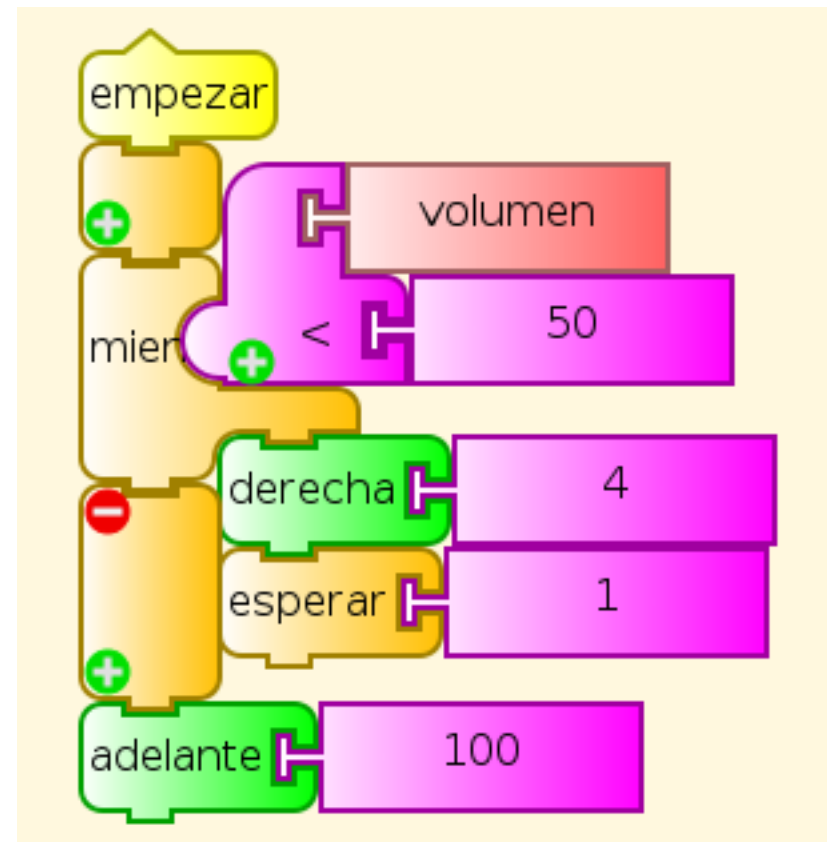 empezar
volumen
mien
< 50
derecha 4
esperar 1
adelante 100